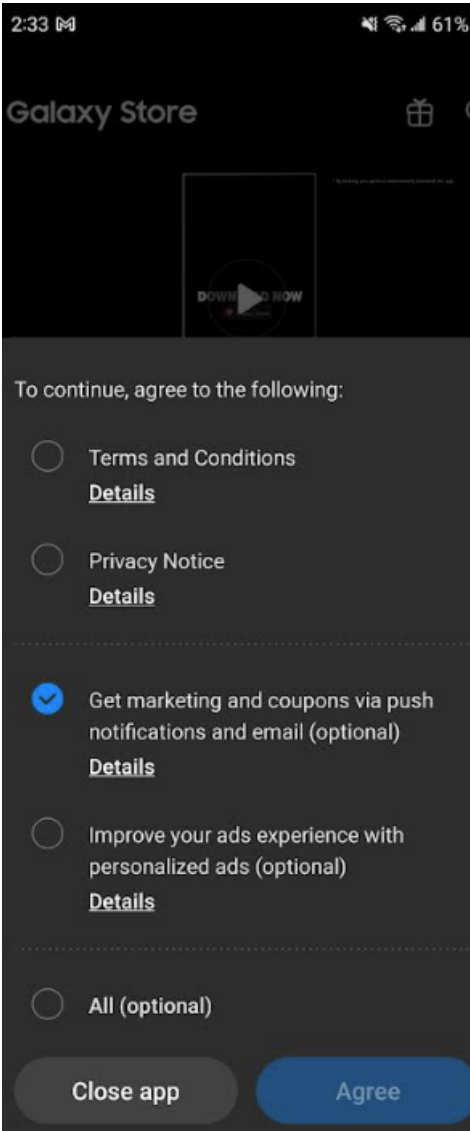 2:33
61%
Galaxy Store
DOWNLOAD NOW
To continue, agree to the following:
Terms and Conditions
Details
Privacy Notice
Details
Get marketing and coupons via push
notifications and email (optional)
Details
Improve your ads experience with
personalized ads (optional)
Details
All (optional)
Close app
Agree